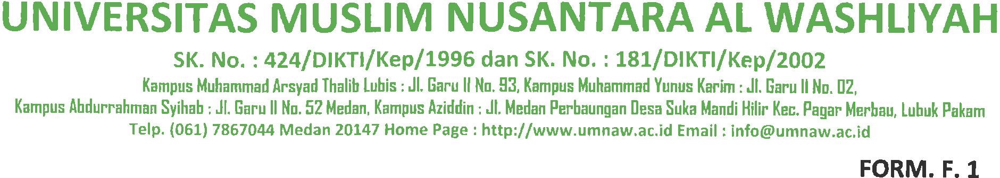 UNIVERSITAS MUSLIM NUSANTARA AL WASHLIYAH
SK. No. : 424/DIKTI/Kep/1996 dan SK. No. : 181/DIKTI/Kep/2002
Kampus Muhammad Arsyad Thalib Lubis : Jl. Garu II No. 93, Kampus Muhammad Yunus Karim : Jl. Garu II No. 02,
Kampus Abdurrahman Syihab : Jl. Garu II No. 52 Medan, Kampus Aziddin : Jl. Medan Perbaungan Desa Suka Mandi Hilir Kec. Pagar Merbau, Lubuk Pakam
Telp. (061) 7867044 Medan 20147 Home Page : http://www.umnaw.ac.id Email : info@umnaw.ac.id
FORM. F. 1